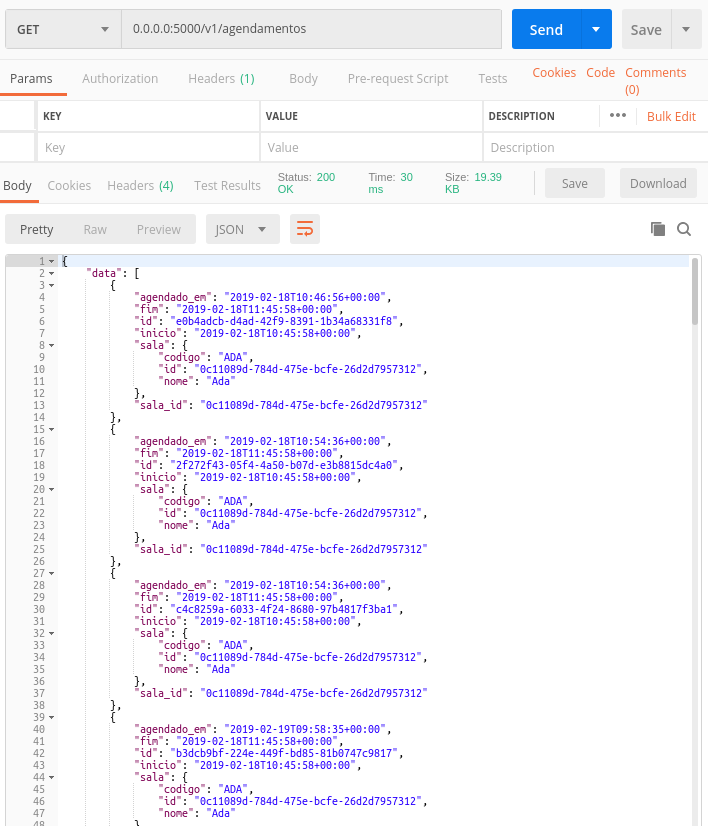 GET 0.0.0.0:5000/v1/agendamentos Send Save
Params Authorization Headers (1) Body Pre-request Script Tests Cookies Code Comments (0)
KEY VALUE DESCRIPTION ••• Bulk Edit
Key Value Description
Body Cookies Headers (4) Test Results Status: 200 OK Time: 30 ms Size: 19.39 KB Save Download
Pretty Raw Preview JSON
1 {
2 "data": [
3 {
4 "agendado_em": "2019-02-18T10:46:56+00:00",
5 "fim": "2019-02-18T11:45:58+00:00",
6 "id": "e0b4adcb-d4ad-42f9-8391-1b34a68331f8",
7 "inicio": "2019-02-18T10:45:58+00:00",
8 "sala": {
9 "codigo": "ADA",
10 "id": "0c11089d-784d-475e-bcfe-26d2d7957312",
11 "nome": "Ada"
12 },
13 "sala_id": "0c11089d-784d-475e-bcfe-26d2d7957312"
14 },
15 {
16 "agendado_em": "2019-02-18T10:54:36+00:00",
17 "fim": "2019-02-18T11:45:58+00:00",
18 "id": "2f272f43-05f4-4a50-b07d-e3b8815dc4a0",
19 "inicio": "2019-02-18T10:45:58+00:00",
20 "sala": {
21 "codigo": "ADA",
22 "id": "0c11089d-784d-475e-bcfe-26d2d7957312",
23 "nome": "Ada"
24 },
25 "sala_id": "0c11089d-784d-475e-bcfe-26d2d7957312"
26 },
27 {
28 "agendado_em": "2019-02-18T10:54:36+00:00",
29 "fim": "2019-02-18T11:45:58+00:00",
30 "id": "c4c8259a-6033-4f24-8680-97b4817f3ba1",
31 "inicio": "2019-02-18T10:45:58+00:00",
32 "sala": {
33 "codigo": "ADA",
34 "id": "0c11089d-784d-475e-bcfe-26d2d7957312",
35 "nome": "Ada"
36 },
37 "sala_id": "0c11089d-784d-475e-bcfe-26d2d7957312"
38 },
39 {
40 "agendado_em": "2019-02-19T09:58:35+00:00",
41 "fim": "2019-02-18T11:45:58+00:00",
42 "id": "b3dcb9bf-224e-449f-bd85-81b0747c9817",
43 "inicio": "2019-02-18T10:45:58+00:00",
44 "sala": {
45 "codigo": "ADA",
46 "id": "0c11089d-784d-475e-bcfe-26d2d7957312",
47 "nome": "Ada"
48 }